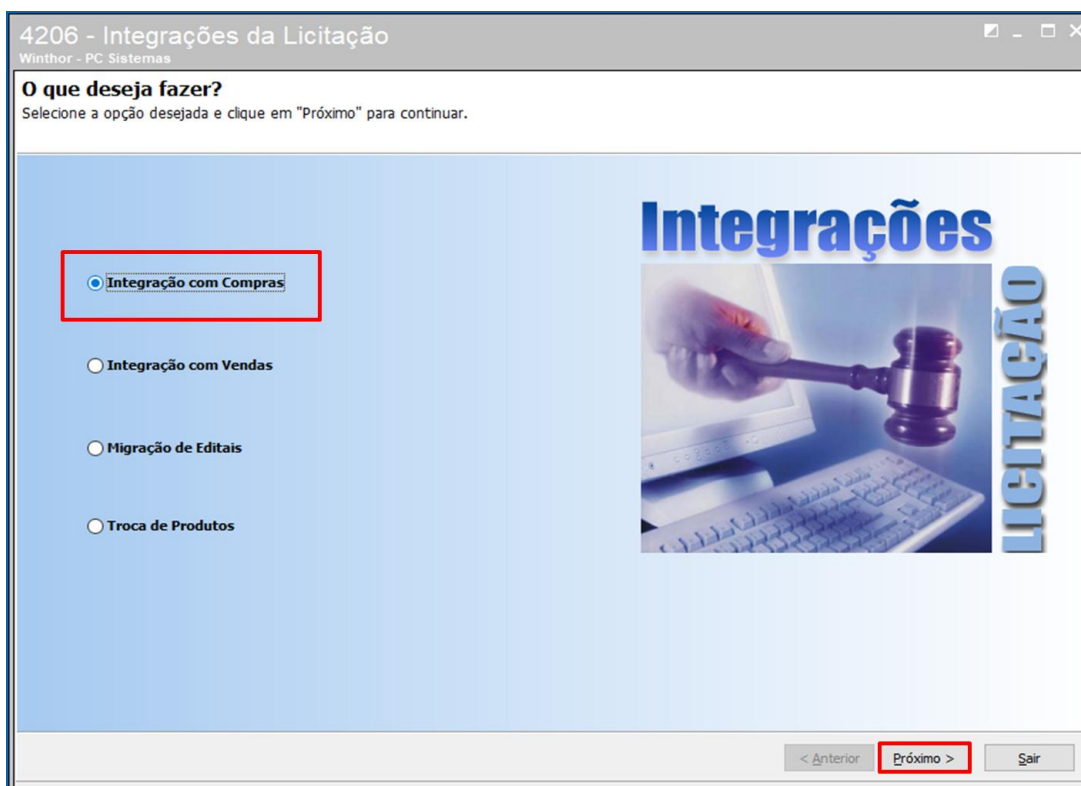 4206 - Integrações da Licitação
Winthor - PC Sistemas
O que deseja fazer?
Selecione a opção desejada e clique em "Próximo" para continuar.
Integrações
LICITAÇÃO
Integração com Compras
Integração com Vendas
Migração de Editais
Troca de Produtos
< Anterior
Próximo >
Sair